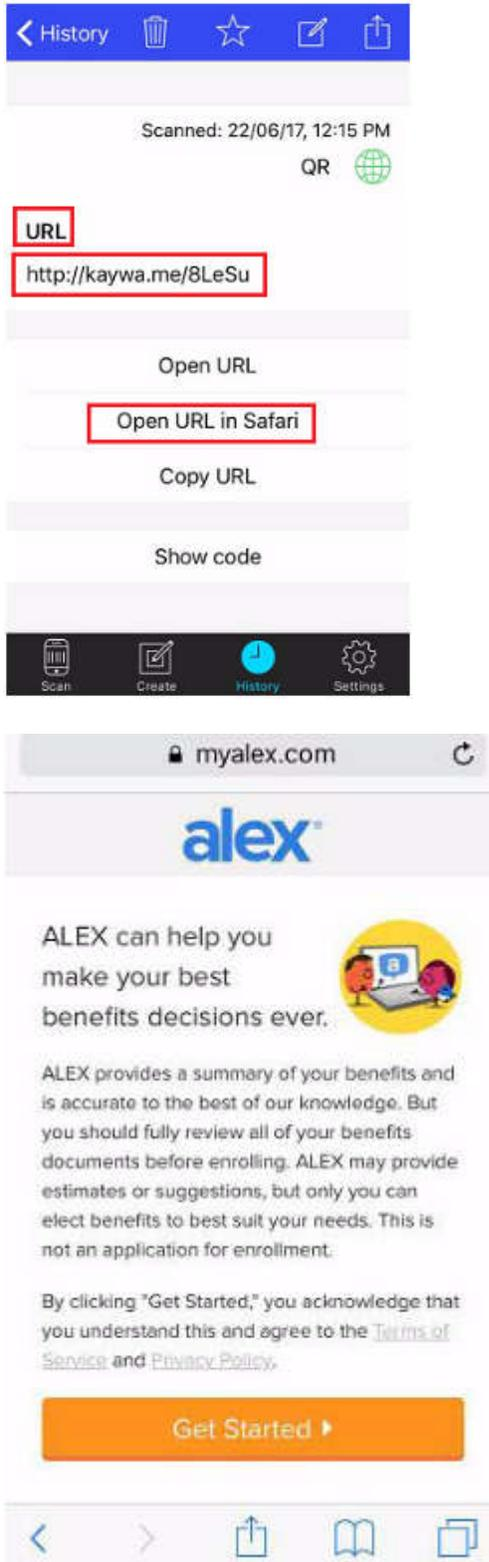 History
Scanned: 22/06/17, 12:15 PM
QR
URL
http://kaywa.me/8LeSu
Open URL
Open URL in Safari
Copy URL
Show code
Scan Create History Settings
myalex.com
alex®
ALEX can help you
make your best
benefits decisions ever.
a
ALEX provides a summary of your benefits and
is accurate to the best of our knowledge. But
you should fully review all of your benefits
documents before enrolling. ALEX may provide
estimates or suggestions, but only you can
elect benefits to best suit your needs. This is
not an application for enrollment.
By clicking "Get Started," you acknowledge that
you understand this and agree to the Terms of
Service and Privacy Policy.
Get Started